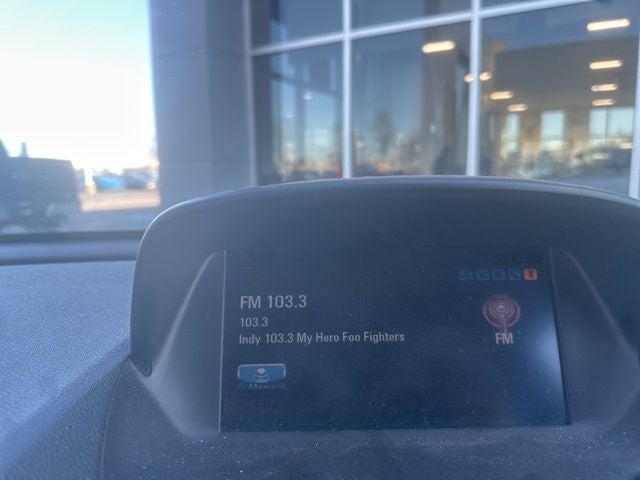 FM 103.3
103.3
Indy 103.3 My Hero Foo Fighters
FM